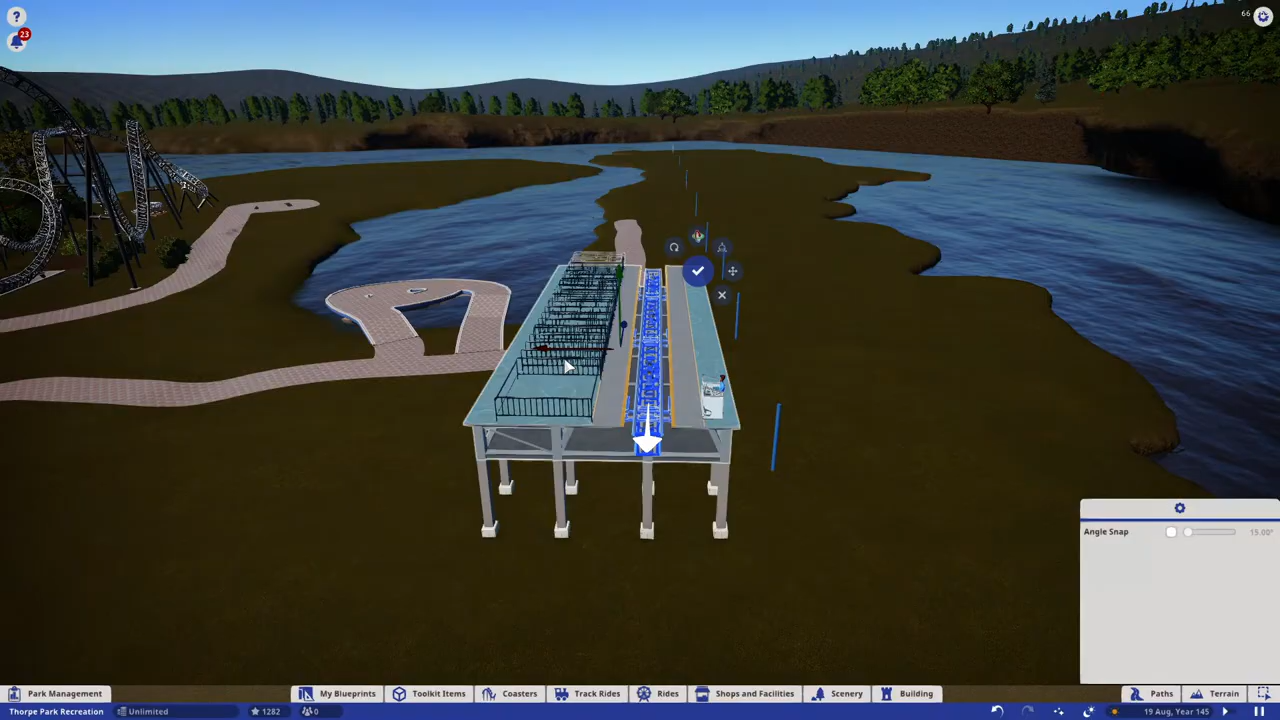 ?
23
66
Angle Snap
15.00°
Park Management
My Blueprints
Toolkit Items
Coasters
Track Rides
Rides
Shops and Facilities
Scenery
Building
Paths
Terrain
Thorpe Park Recreation
Unlimited
1282
0
19 Aug, Year 145